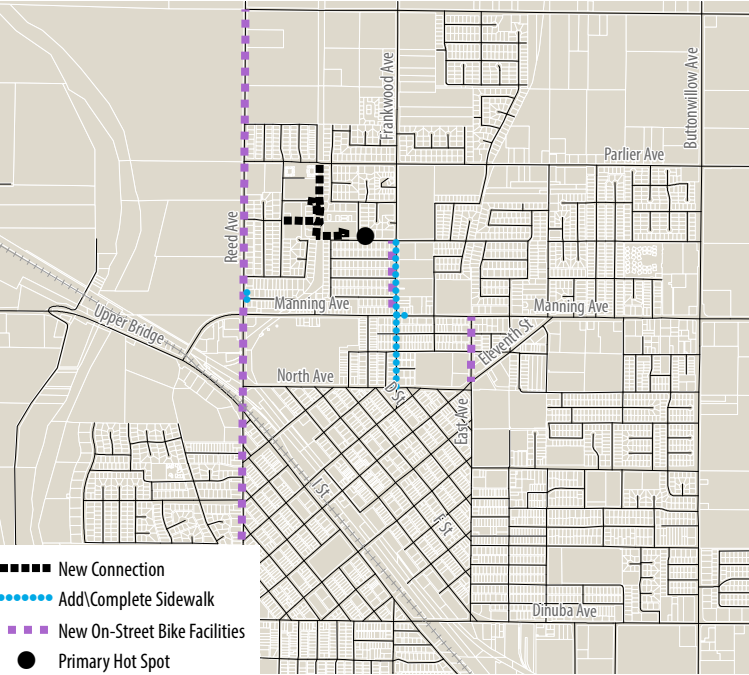 Frankwood Ave
Buttonwillow Ave
Parlier Ave
Reed Ave
Manning Ave
Manning Ave
Upper Bridge
Eleventh St
North Ave
D St
East Ave
I St
F St
Dinuba Ave
New Connection
Add\Complete Sidewalk
New On-Street Bike Facilities
Primary Hot Spot